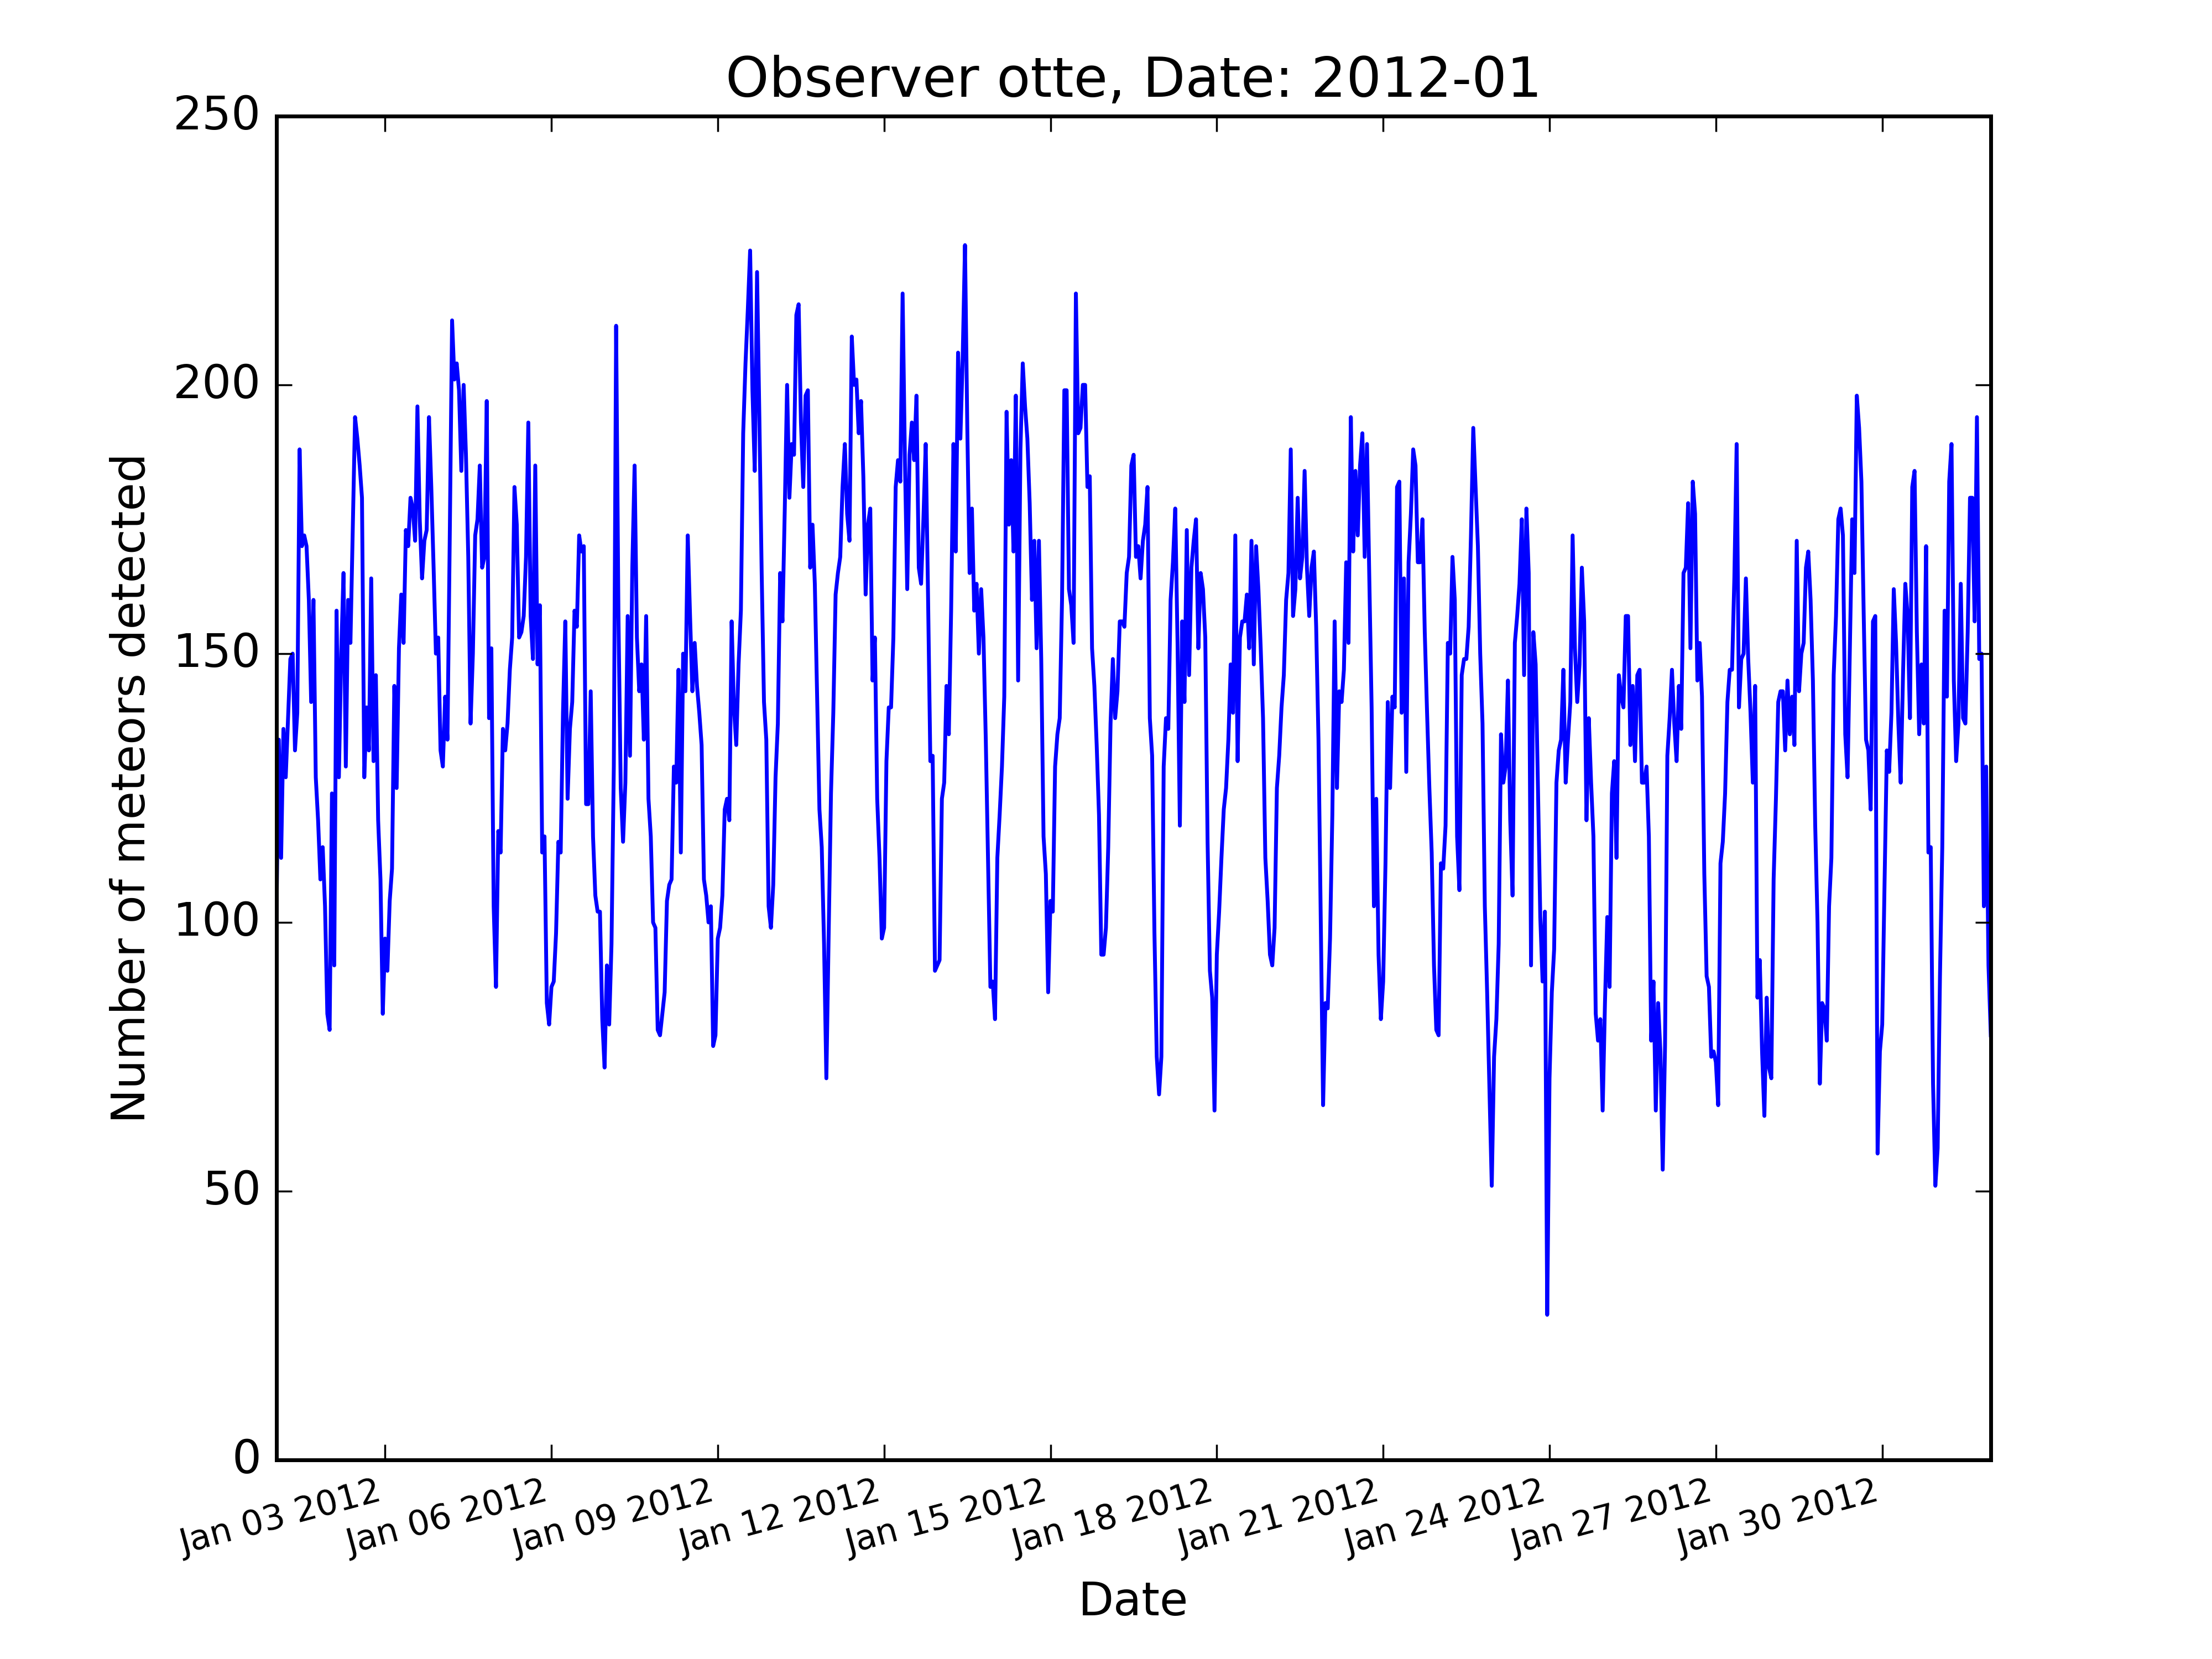 Observer otte, Date: 2012-01
250
200
150
100
50
0
Number of meteors detected
Jan 03 2012
Jan 06 2012
Jan 09 2012
Jan 12 2012
Jan 15 2012
Jan 18 2012
Jan 21 2012
Jan 24 2012
Jan 27 2012
Jan 30 2012
Date